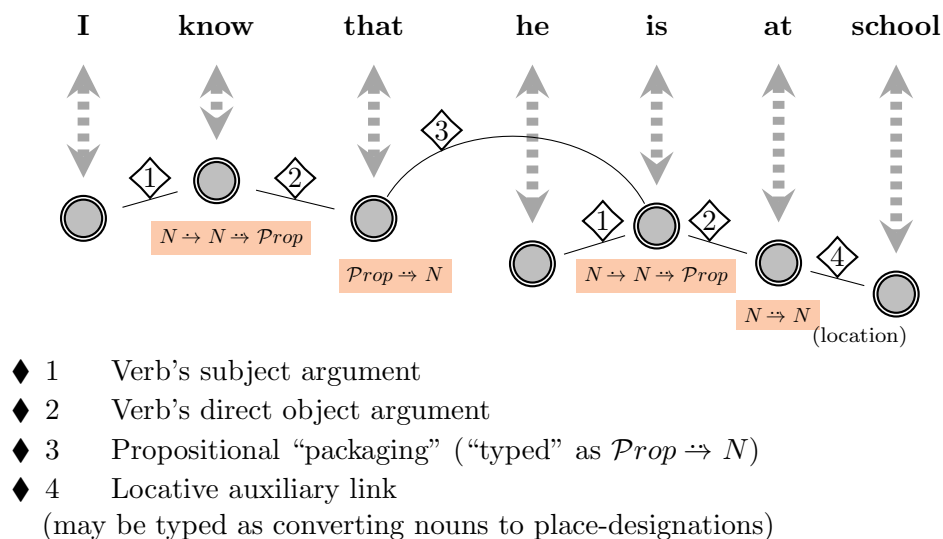 I know that he is at school
3
1 2 1 2
4
N ⇢ N ⇢ 𝒫rop N ⇢ N ⇢ 𝒫rop
𝒫rop ⇢ N
N ⇢ N
(location)
♦ 1 Verb's subject argument
♦ 2 Verb's direct object argument
♦ 3 Propositional “packaging” (“typed” as 𝒫rop ⇢ N)
♦ 4 Locative auxiliary link
(may be typed as converting nouns to place-designations)